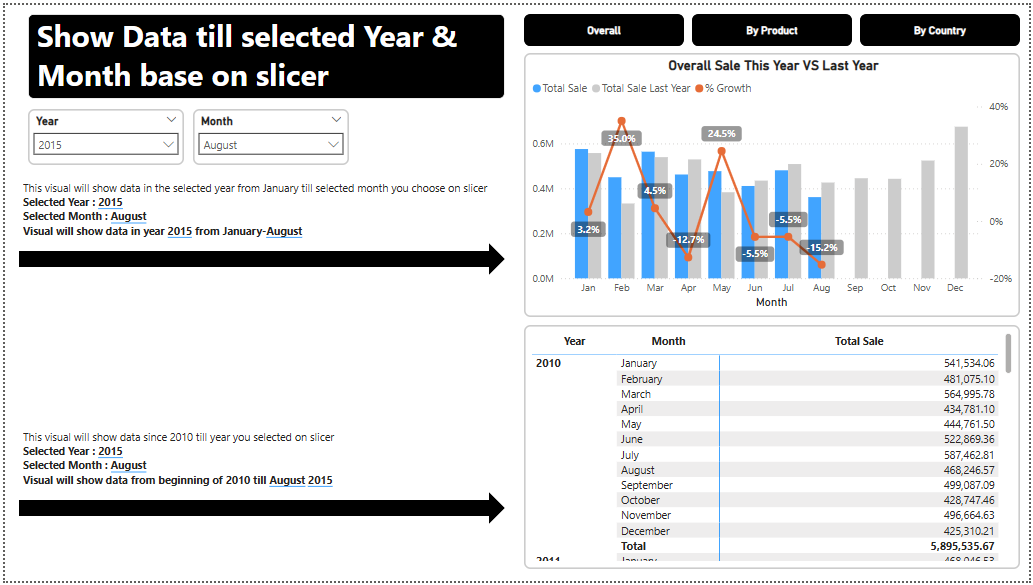 Show Data till selected Year &
Month base on slicer
Overall
By Product
By Country
Year
2015
Month
August
This visual will show data in the selected year from January till selected month you choose on slicer
Selected Year : 2015
Selected Month : August
Visual will show data in year 2015 from January-August
Overall Sale This Year VS Last Year
Total Sale Total Sale Last Year % Growth
0.6M
0.4M
0.2M
0.0M
40%
20%
0%
-20%
3.2%
35.0%
4.5%
-12.7%
24.5%
-5.5%
-5.5%
-15.2%
Jan Feb Mar Apr May Jun Jul Aug Sep Oct Nov Dec
Month
This visual will show data since 2010 till year you selected on slicer
Selected Year : 2015
Selected Month : August
Visual will show data from beginning of 2010 till August 2015
Year Month Total Sale
2010 January 541,534.06
February 481,075.10
March 564,995.78
April 434,781.10
May 444,761.50
June 522,869.36
July 587,462.81
August 468,246.57
September 499,087.09
October 428,747.46
November 496,664.63
December 425,310.21
Total 5,895,535.67
2011 January 468,046.53